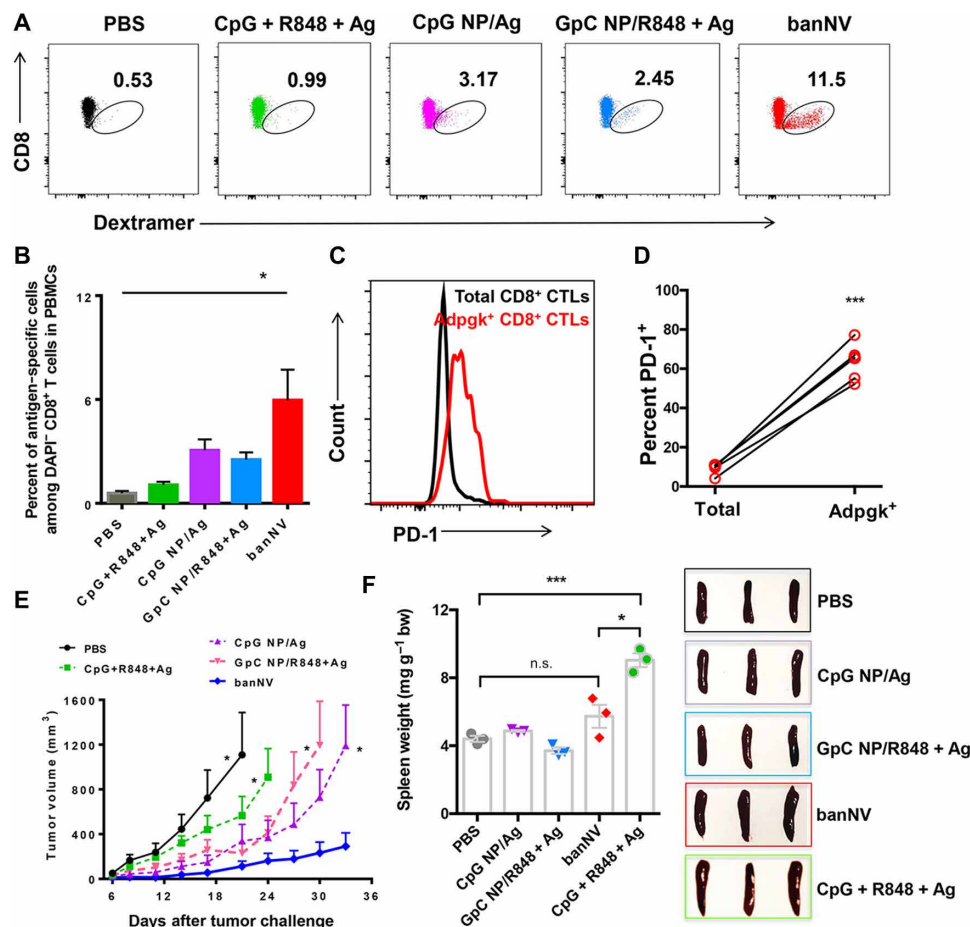 A
PBS
CpG + R848 + Ag
CpG NP/Ag
GpC NP/R848 + Ag
banNV
0.53
0.99
3.17
2.45
11.5
CD8
Dextramer
B
Percent of antigen-specific cells
among DAPI⁻ CD8⁺ T cells in PBMCs
12
6
0
*
PBS
CpG+R848+Ag
CpG NP/Ag
GpC NP/R848+Ag
banNV
C
Total CD8⁺ CTLs
Adpgk⁺ CD8⁺ CTLs
Count
PD-1
D
Percent PD-1⁺
100
80
60
40
20
0
***
Total
Adpgk⁺
E
PBS
CpG+R848+Ag
CpG NP/Ag
GpC NP/R848+Ag
banNV
Tumor volume (mm³)
1600
1200
800
400
0
* * * *
6 12 18 24 30 36
Days after tumor challenge
F
Spleen weight (mg g⁻¹ bw)
12
8
4
0
***
*
n.s.
PBS
CpG NP/Ag
GpC NP/R848 + Ag
banNV
CpG + R848 + Ag
PBS
CpG NP/Ag
GpC NP/R848 + Ag
banNV
CpG + R848 + Ag